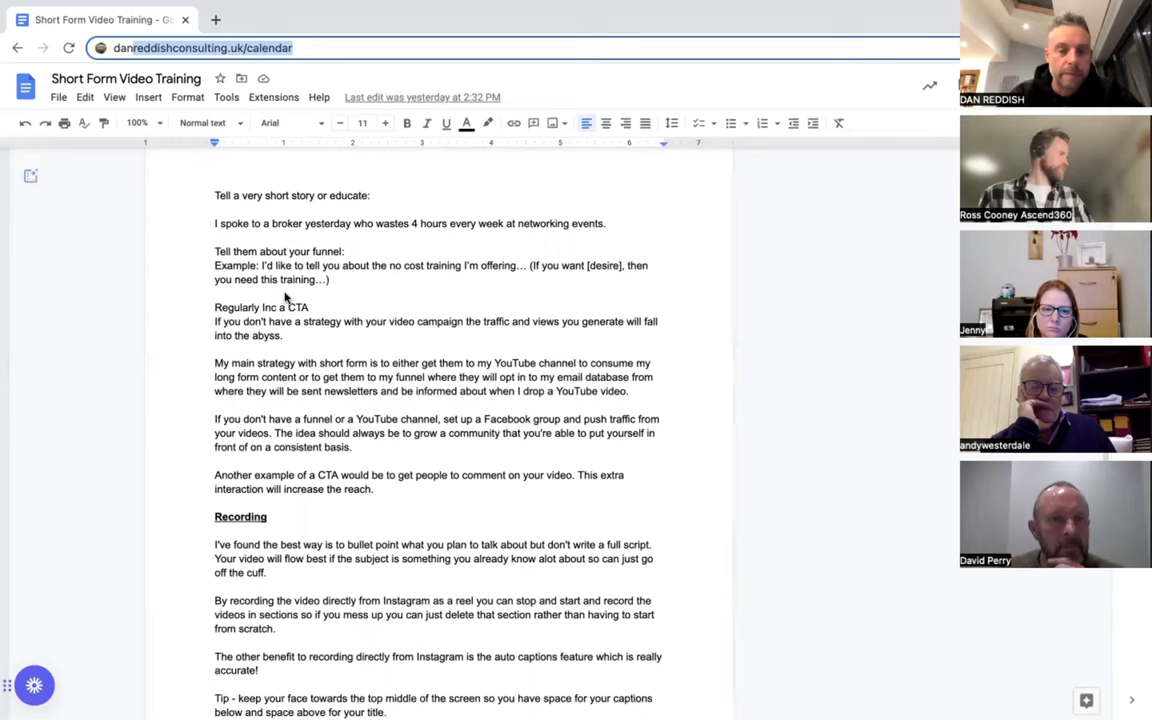 Short Form Video Training - Go
danreddishconsulting.uk/calendar
Short Form Video Training
File Edit View Insert Format Tools Extensions Help Last edit was yesterday at 2:32 PM
100% Normal text Arial 11 B I U A
1 1 2 3 4 5 6 7
Tell a very short story or educate:
I spoke to a broker yesterday who wastes 4 hours every week at networking events.
Tell them about your funnel:
Example: I'd like to tell you about the no cost training I'm offering… (If you want [desire], then
you need this training…)
Regularly Inc a CTA
If you don't have a strategy with your video campaign the traffic and views you generate will fall
into the abyss.
My main strategy with short form is to either get them to my YouTube channel to consume my
long form content or to get them to my funnel where they will opt in to my email database from
where they will be sent newsletters and be informed about when I drop a YouTube video.
If you don't have a funnel or a YouTube channel, set up a Facebook group and push traffic from
your videos. The idea should always be to grow a community that you're able to put yourself in
front of on a consistent basis.
Another example of a CTA would be to get people to comment on your video. This extra
interaction will increase the reach.
Recording
I've found the best way is to bullet point what you plan to talk about but don't write a full script.
Your video will flow best if the subject is something you already know alot about so can just go
off the cuff.
By recording the video directly from Instagram as a reel you can stop and start and record the
videos in sections so if you mess up you can just delete that section rather than having to start
from scratch.
The other benefit to recording directly from Instagram is the auto captions feature which is really
accurate!
Tip - keep your face towards the top middle of the screen so you have space for your captions
below and space above for your title.
DAN REDDISH
Ross Cooney Ascend360
Jenny
andywesterdale
David Perry